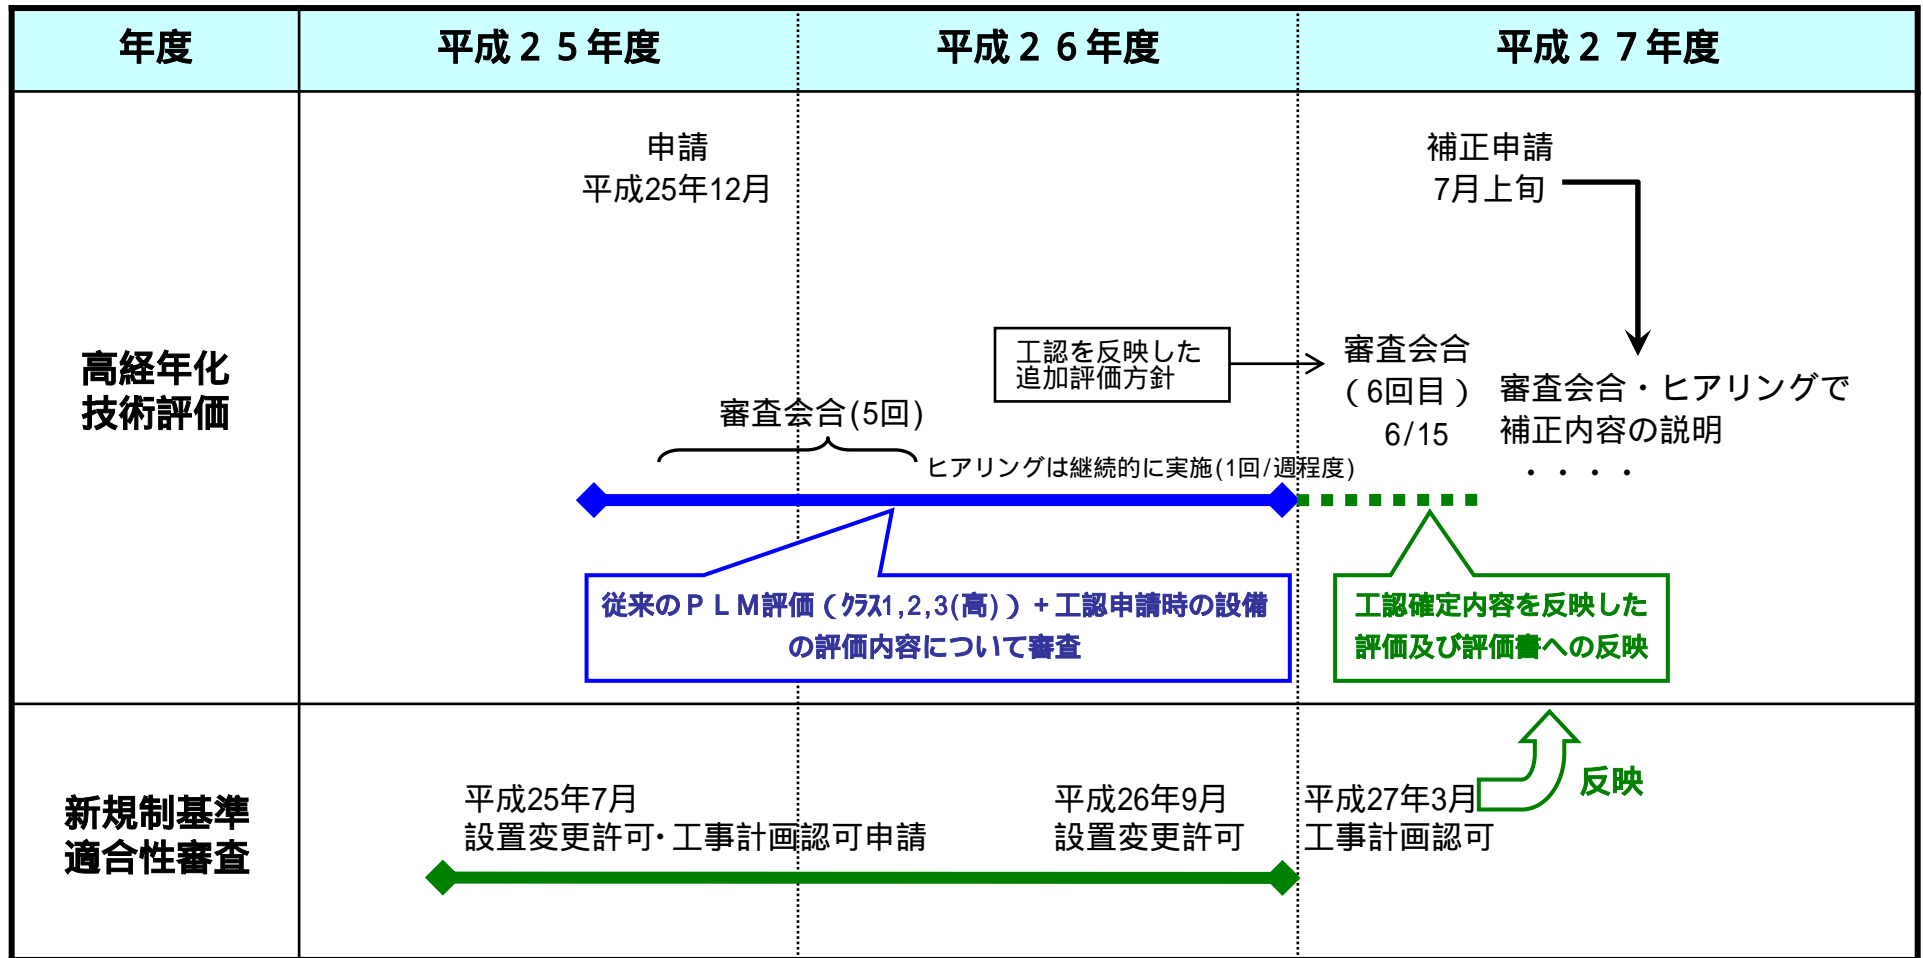 年度
平成２５年度
平成２６年度
平成２７年度
高経年化
技術評価
申請
平成25年12月
補正申請
7月上旬
工認を反映した
追加評価方針
審査会合
（6回目）
6/15
審査会合・ヒアリングで
補正内容の説明
・・・・
審査会合(5回)
ヒアリングは継続的に実施(1回/週程度)
従来のＰＬＭ評価（ｸﾗｽ1,2,3(高)）+工認申請時の設備
の評価内容について審査
工認確定内容を反映した
評価及び評価書への反映
新規制基準
適合性審査
平成25年7月
設置変更許可･工事計画認可申請
平成26年9月
設置変更許可
平成27年3月
工事計画認可
反映